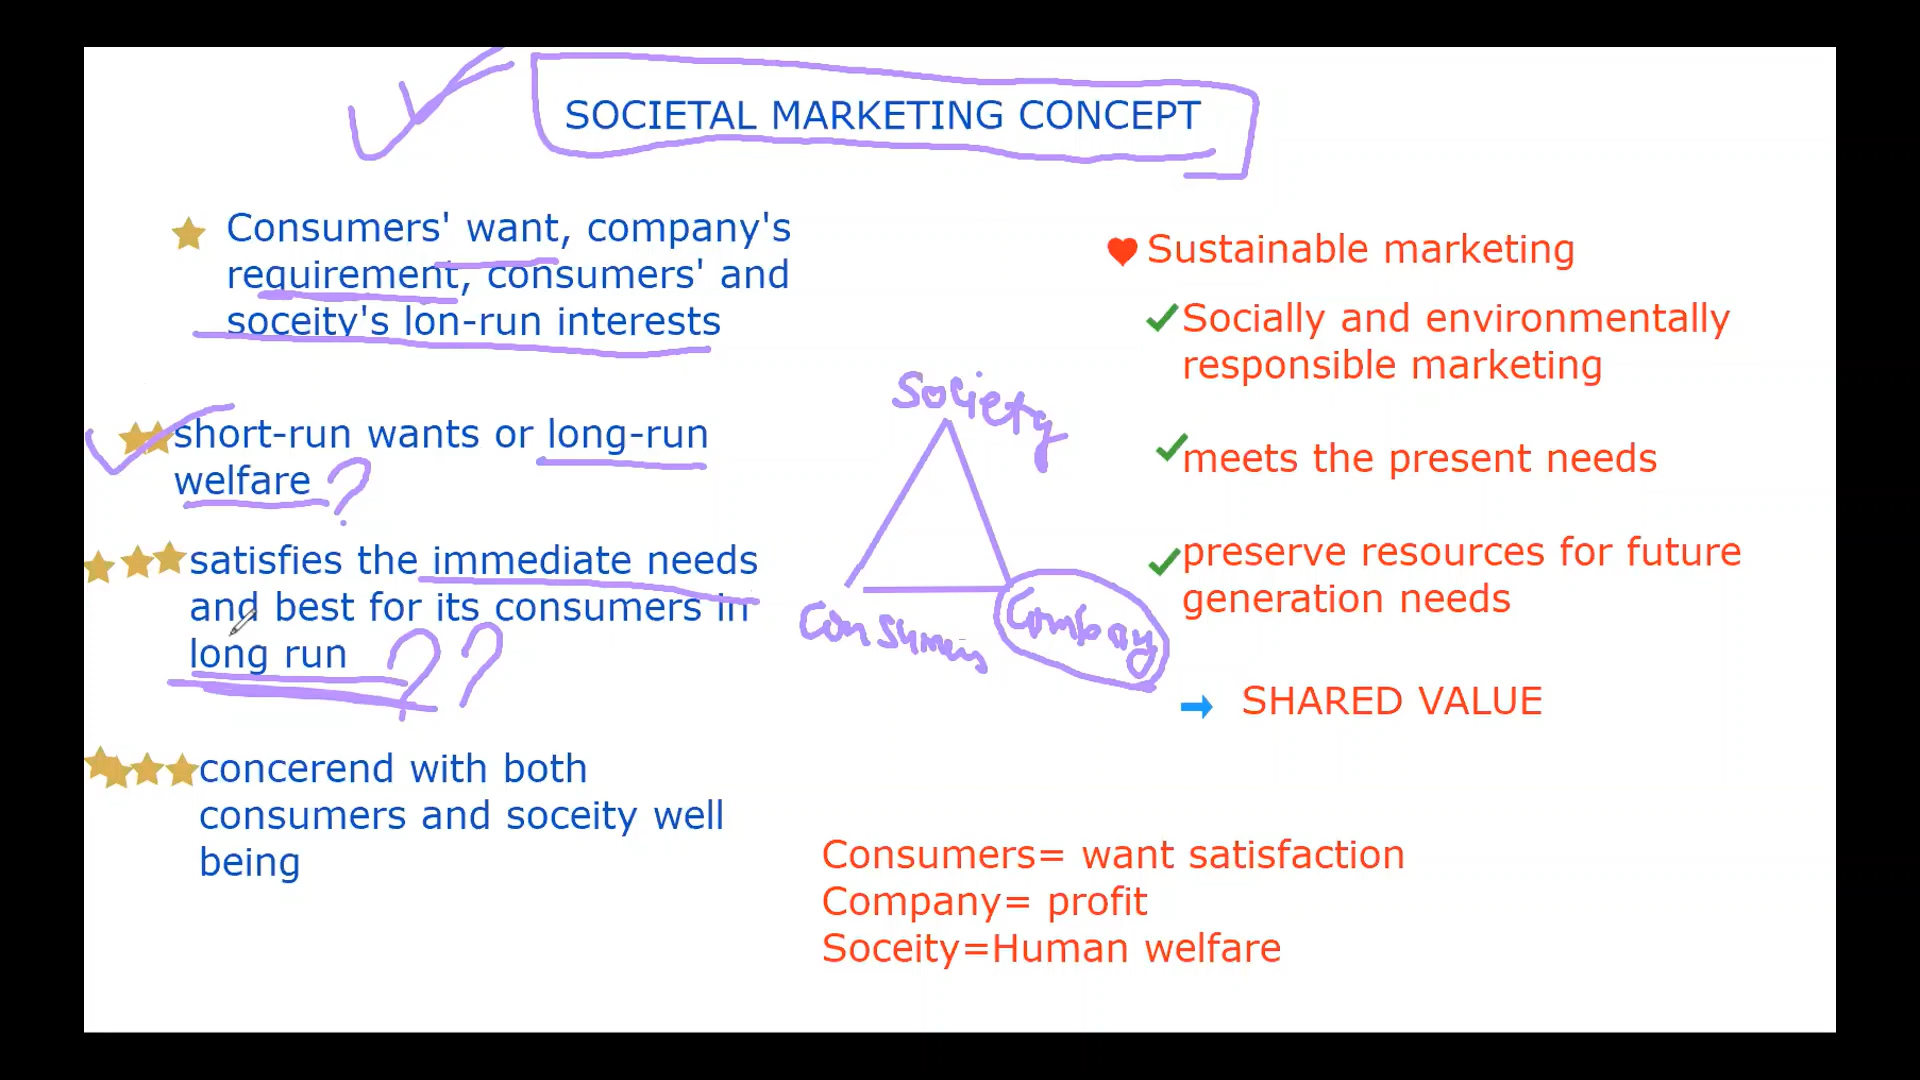 SOCIETAL MARKETING CONCEPT
Consumers' want, company's
requirement, consumers' and
soceity's lon-run interests
short-run wants or long-run
welfare ?
satisfies the immediate needs
and best for its consumers in
long run ??
concerend with both
consumers and soceity well
being
Society
Consumers
Company
Sustainable marketing
Socially and environmentally
responsible marketing
meets the present needs
preserve resources for future
generation needs
SHARED VALUE
Consumers= want satisfaction
Company= profit
Soceity=Human welfare